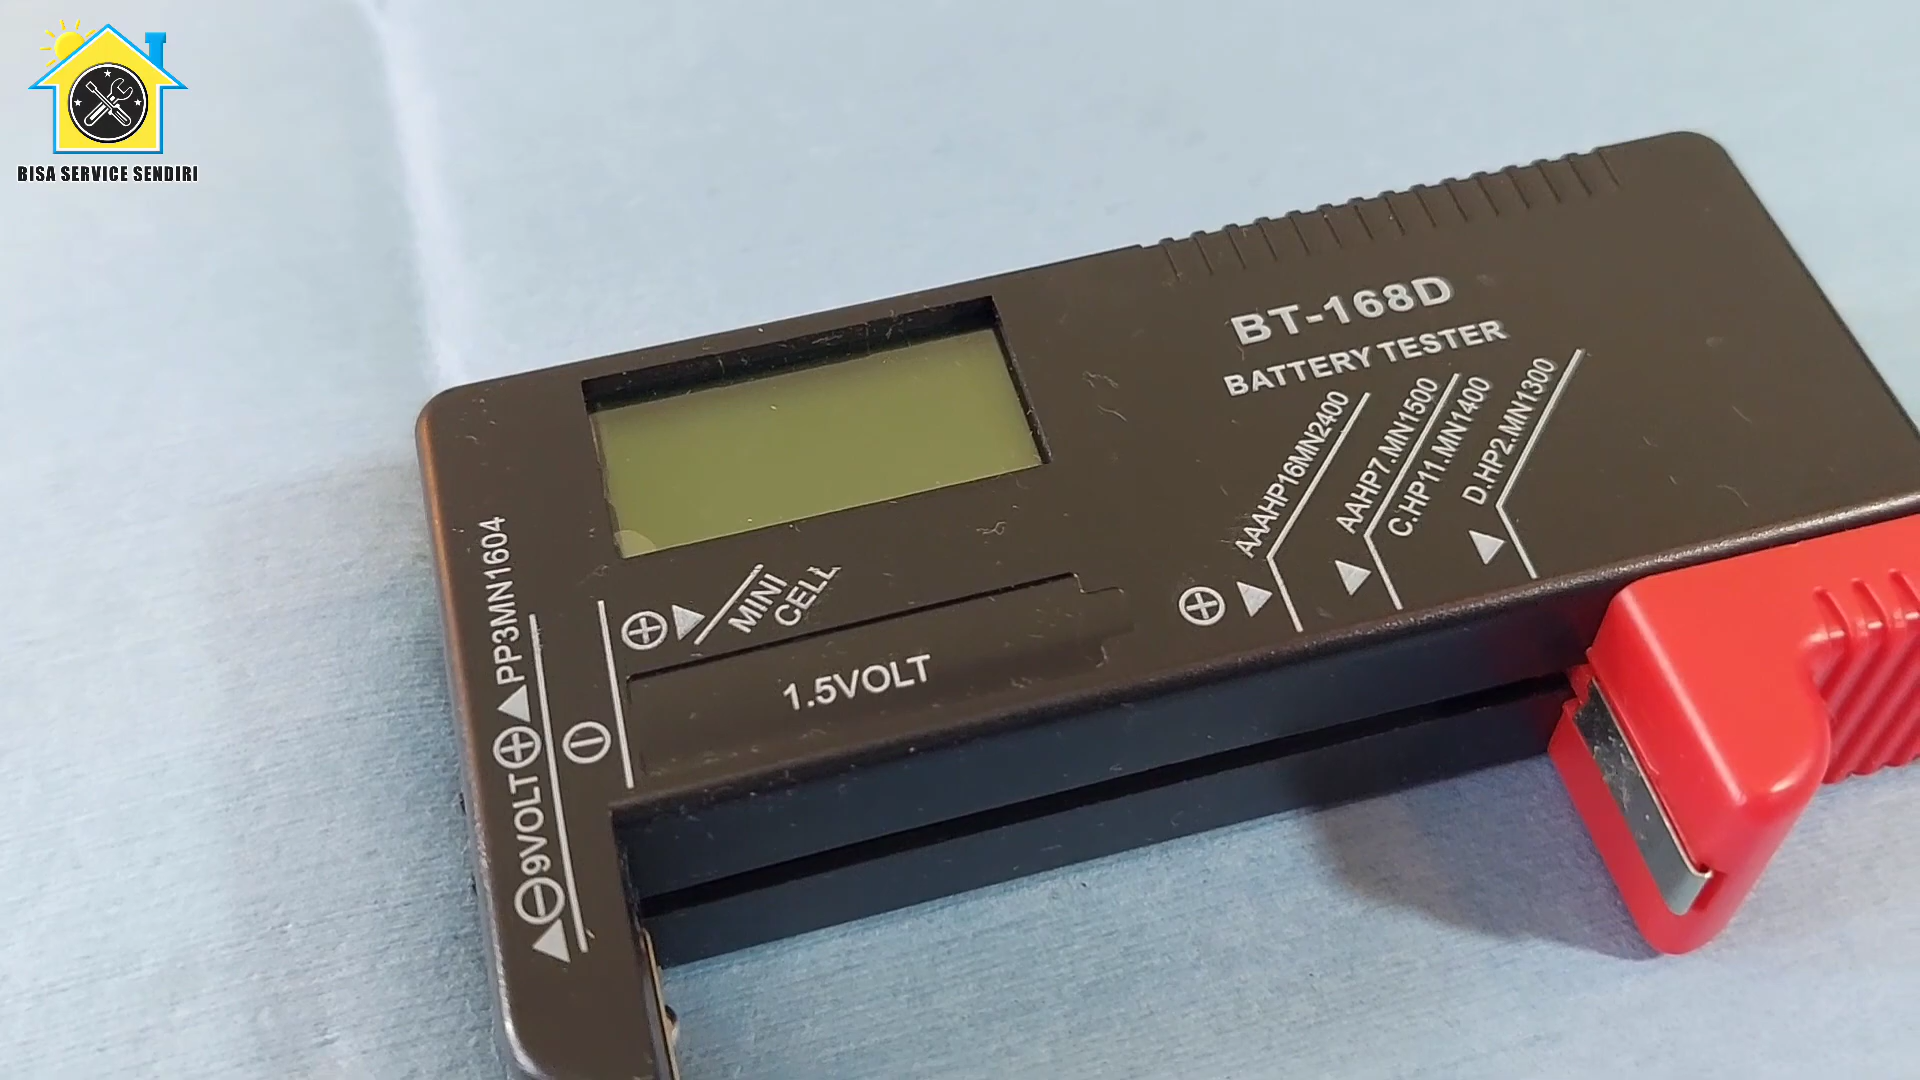 BISA SERVICE SENDIRI
BT-168D
BATTERY TESTER
AAAHP16MN2400
AAHP7.MN1500
C.HP11.MN1400
D.HP2.MN1300
PP3MN1604
9VOLT
MINI
CELL
1.5VOLT